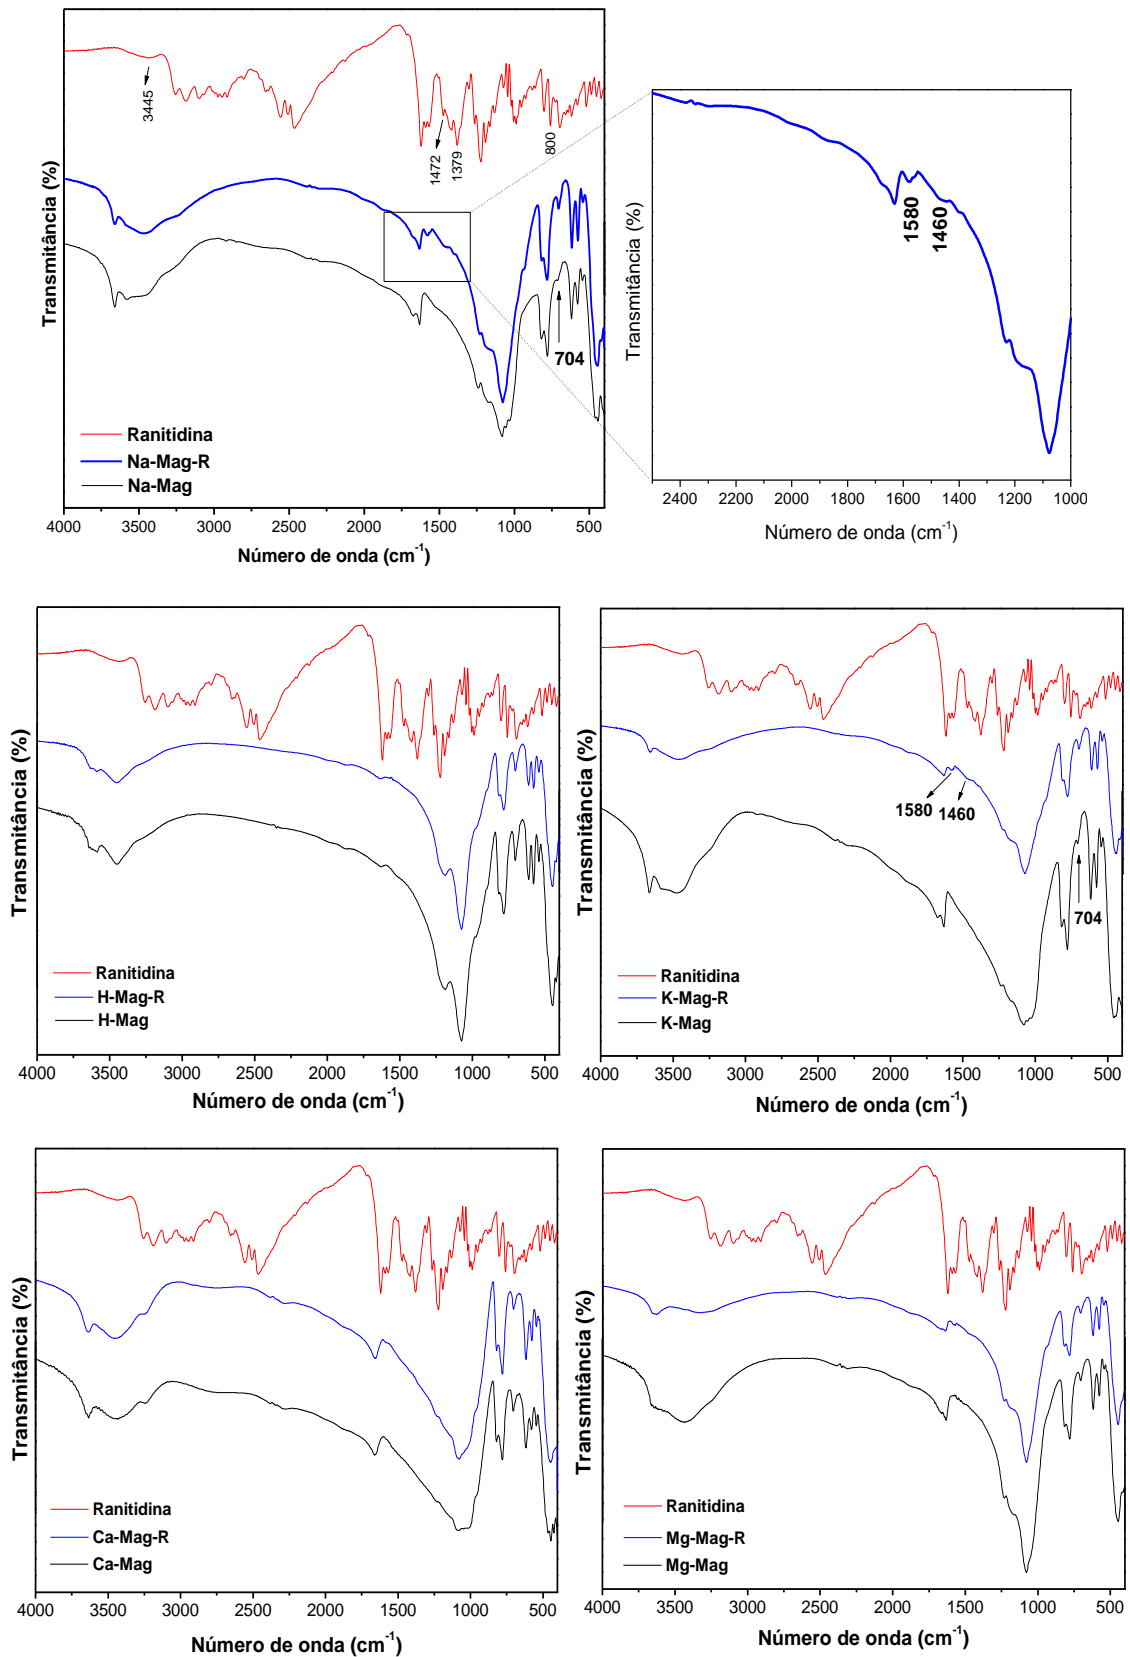 Transmitância (%)
3445
1472
1379
800
704
Ranitidina
Na-Mag-R
Na-Mag
4000 3500 3000 2500 2000 1500 1000 500
Número de onda (cm-1)
Transmitância (%)
1580
1460
2400 2200 2000 1800 1600 1400 1200 1000
Número de onda (cm-1)
Transmitância (%)
Ranitidina
H-Mag-R
H-Mag
4000 3500 3000 2500 2000 1500 1000 500
Número de onda (cm-1)
Transmitância (%)
1580
1460
704
Ranitidina
K-Mag-R
K-Mag
4000 3500 3000 2500 2000 1500 1000 500
Número de onda (cm-1)
Transmitância (%)
Ranitidina
Ca-Mag-R
Ca-Mag
4000 3500 3000 2500 2000 1500 1000 500
Número de onda (cm-1)
Transmitância (%)
Ranitidina
Mg-Mag-R
Mg-Mag
4000 3500 3000 2500 2000 1500 1000 500
Número de onda (cm-1)